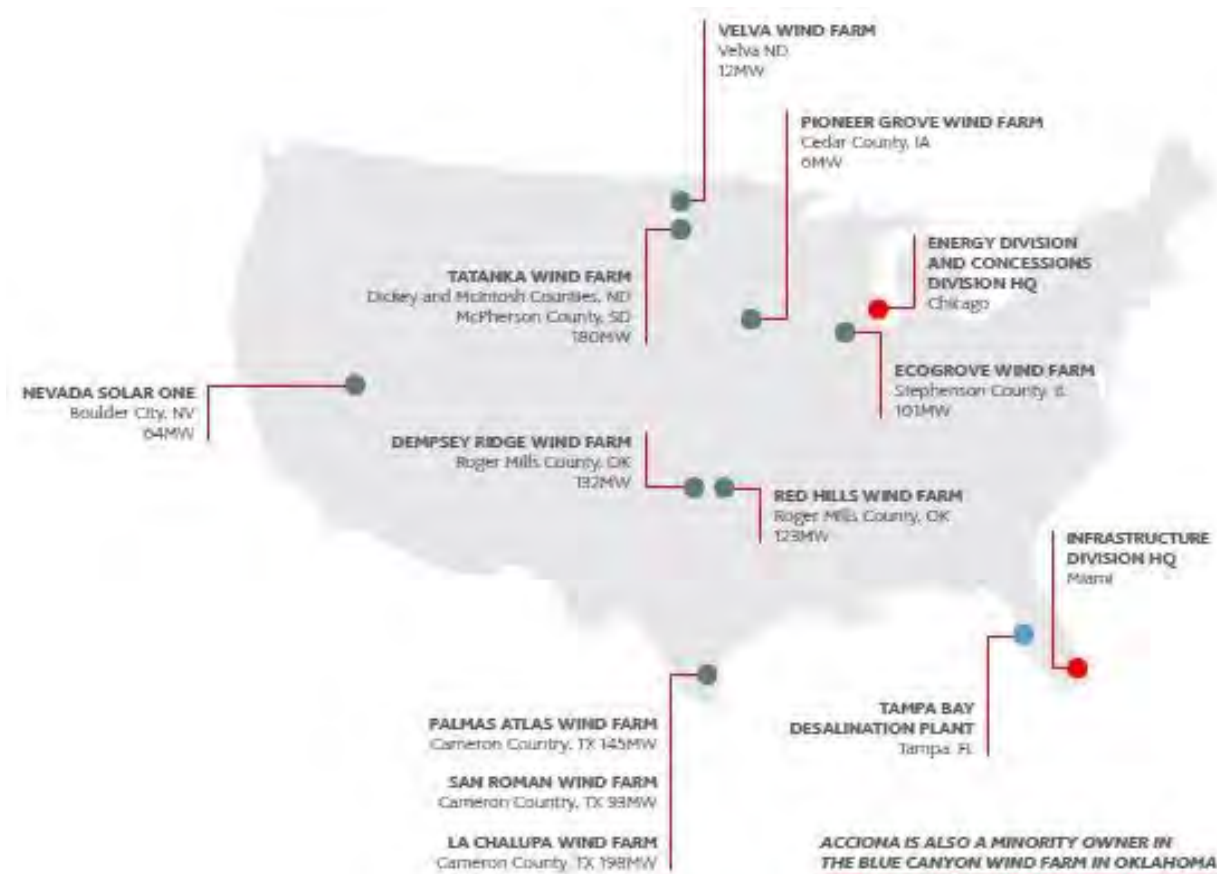 VELVA WIND FARM
Velva ND
12MW
PIONEER GROVE WIND FARM
Cedar County, IA
6MW
ENERGY DIVISION
AND CONCESSIONS
DIVISION HQ
Chicago
TATANKA WIND FARM
Dickey and McIntosh Counties, ND
McPherson County, SD
180MW
ECOGROVE WIND FARM
Stephenson County, IL
101MW
NEVADA SOLAR ONE
Boulder City, NV
64MW
DEMPSEY RIDGE WIND FARM
Roger Mills County, OK
132MW
RED HILLS WIND FARM
Roger Mills County, OK
123MW
INFRASTRUCTURE
DIVISION HQ
Miami
TAMPA BAY
DESALINATION PLANT
Tampa, FL
PALMAS ATLAS WIND FARM
Cameron Country, TX 145MW
SAN ROMAN WIND FARM
Cameron Country, TX 93MW
LA CHALUPA WIND FARM
Cameron County, TX 198MW
ACCIONA IS ALSO A MINORITY OWNER IN
THE BLUE CANYON WIND FARM IN OKLAHOMA